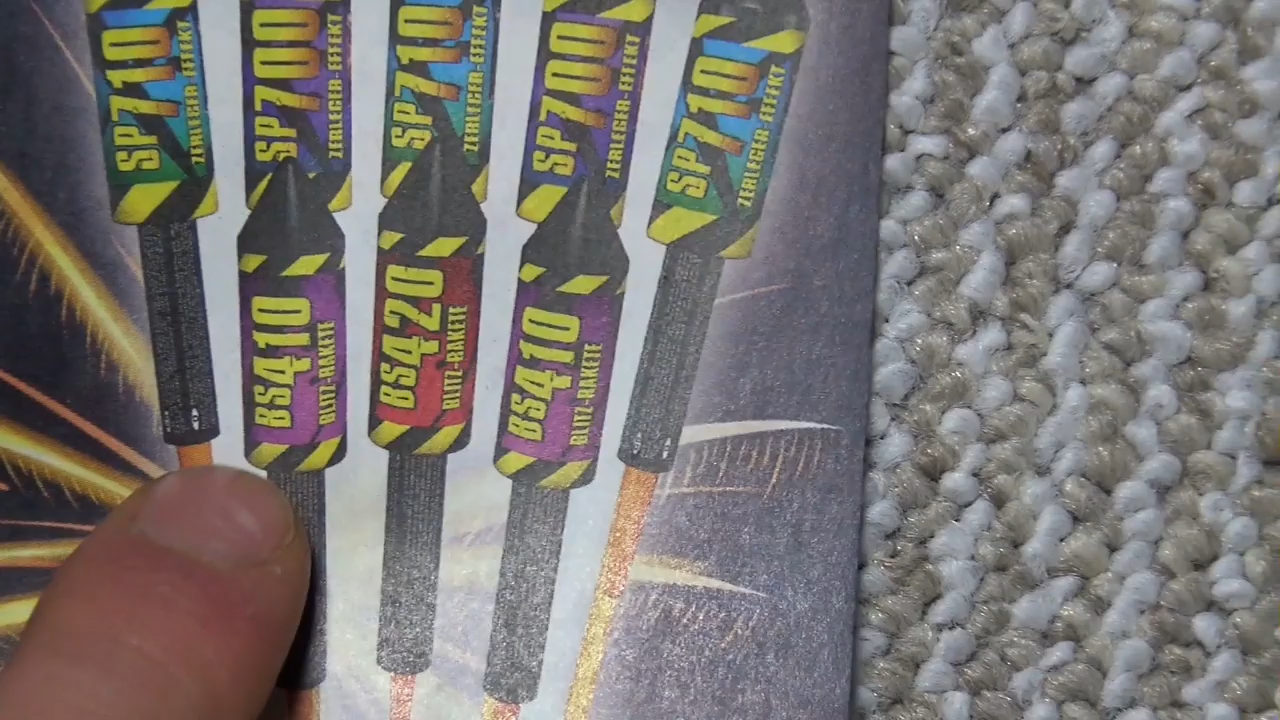 SP710
ZERLEGER-EFFEKT
SP700
ZERLEGER-EFFEKT
SP710
ZERLEGER-EFFEKT
SP700
ZERLEGER-EFFEKT
SP710
ZERLEGER-EFFEKT
BS410
BLITZ-RAKETE
BS420
BLITZ-RAKETE
BS410
BLITZ-RAKETE